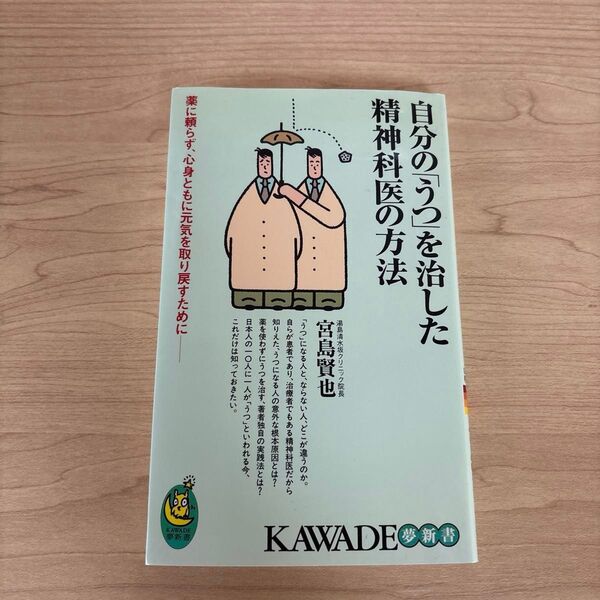 自分の「うつ」を治した
精神科医の方法
湯島清水坂クリニック院長
宮島賢也
薬に頼らず、心身ともに元気を取り戻すために――
「うつ」になる人と、ならない人、どこが違うのか。
自らが患者であり、治療者でもある精神科医だから
知りえた、うつになる人の意外な根本原因とは?
薬を使わずにうつを治す、著者独自の実践法とは?
日本人の一〇人に一人が「うつ」といわれる今、
これだけは知っておきたい。
KAWADE
夢新書
KAWADE夢新書